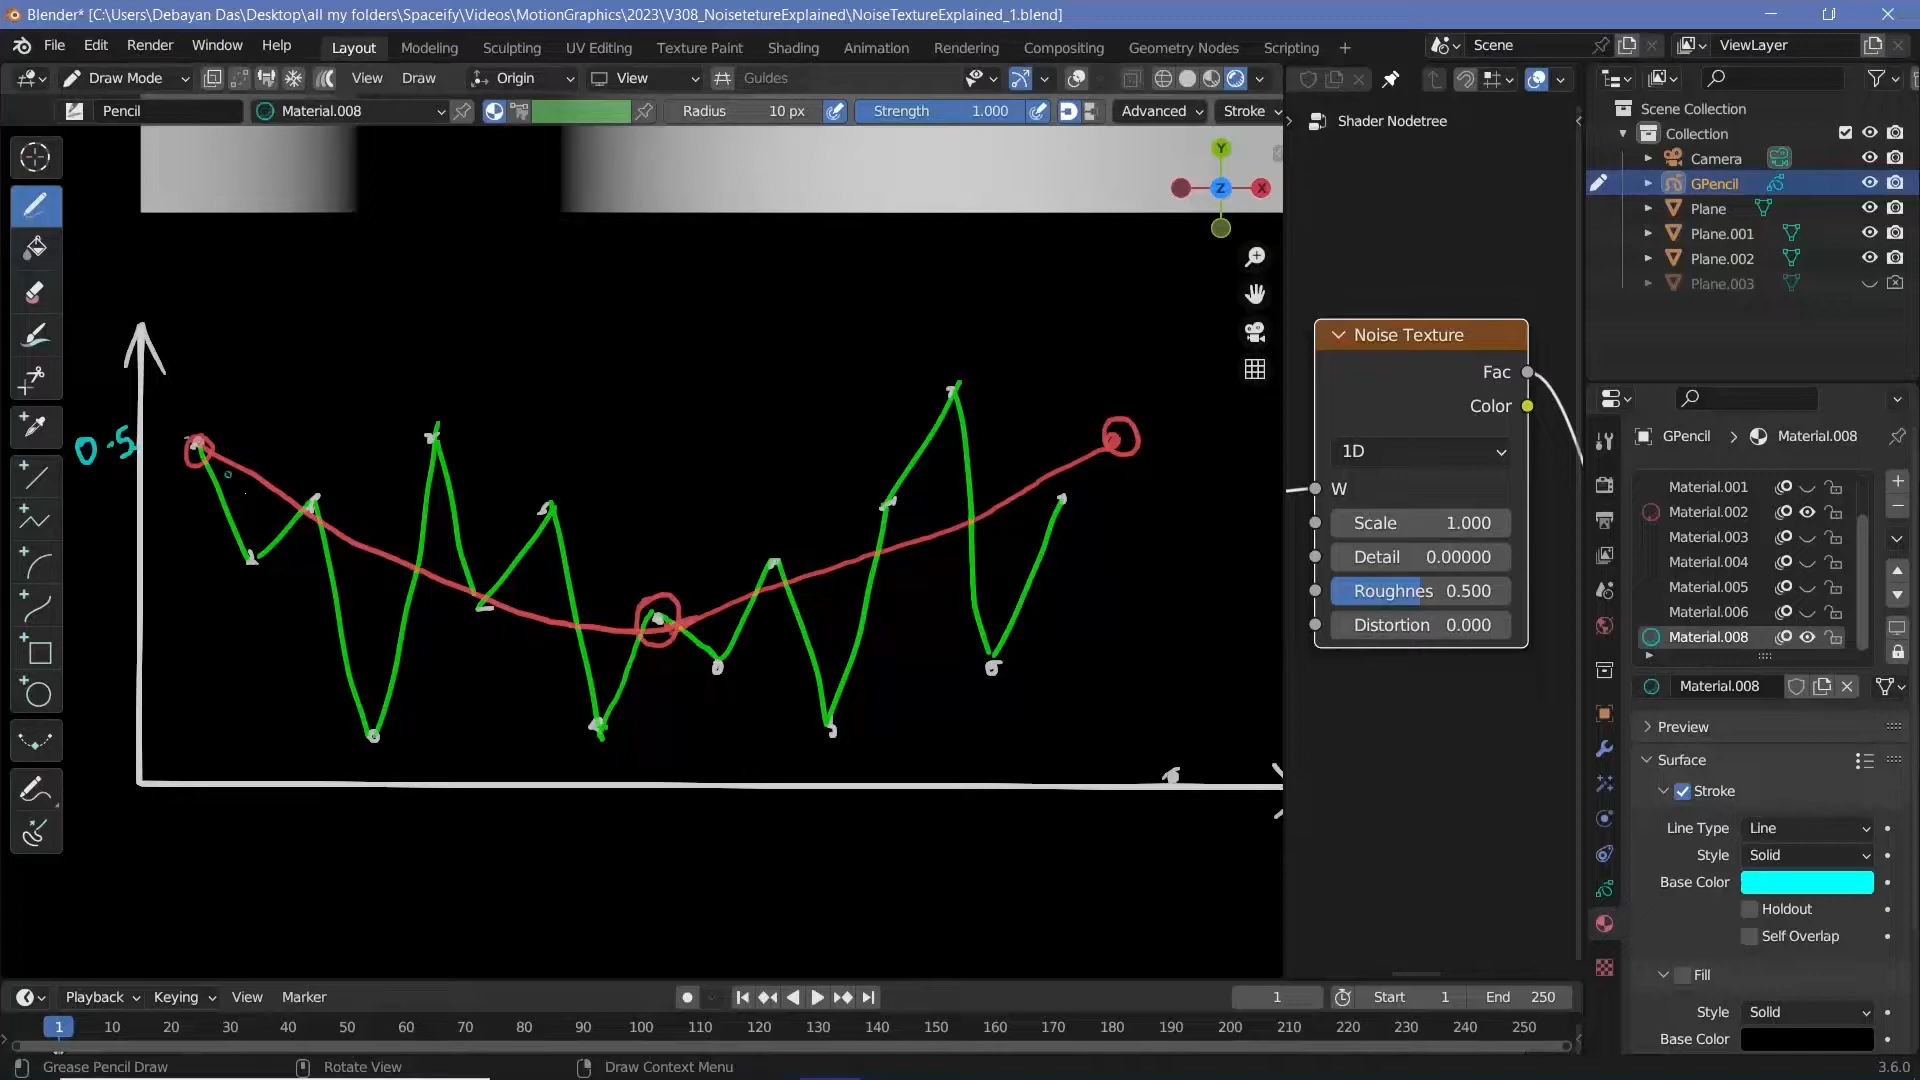 Blender* [C:\Users\Debayan Das\Desktop\all my folders\Spaceify\Videos\MotionGraphics\2023\V308_NoisetetureExplained\NoiseTextureExplained_1.blend]
File Edit Render Window Help Layout Modeling Sculpting UV Editing Texture Paint Shading Animation Rendering Compositing Geometry Nodes Scripting + Scene ViewLayer
Draw Mode View Draw Origin View Guides
Pencil Material.008 Radius 10 px Strength 1.000 Advanced Stroke
Shader Nodetree
Y
Z X
Scene Collection
Collection
Camera
GPencil
Plane
Plane.001
Plane.002
Plane.003
0.5
Noise Texture
Fac
Color
1D
W
Scale 1.000
Detail 0.00000
Roughnes 0.500
Distortion 0.000
GPencil > Material.008
Material.001
Material.002
Material.003
Material.004
Material.005
Material.006
Material.008
Material.008
Preview
Surface
Stroke
Line Type Line
Style Solid
Base Color
Holdout
Self Overlap
Fill
Style Solid
Base Color
Playback Keying View Marker 1 Start 1 End 250
1 10 20 30 40 50 60 70 80 90 100 110 120 130 140 150 160 170 180 190 200 210 220 230 240 250
Grease Pencil Draw Rotate View Draw Context Menu 3.6.0